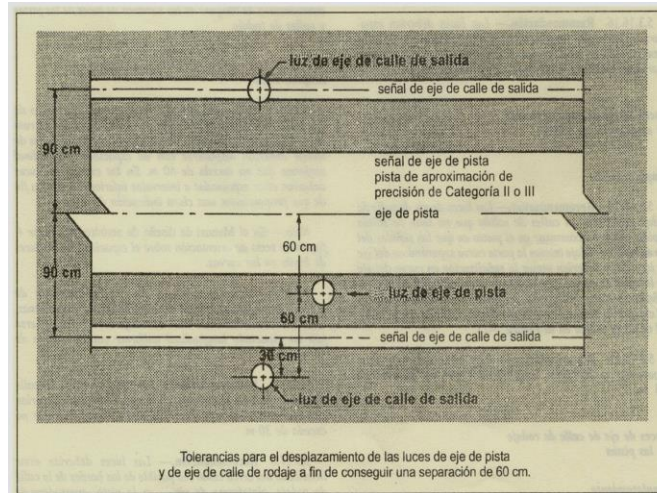 luz de eje de calle de salida
señal de eje de calle de salida
90 cm
señal de eje de pista
pista de aproximación de
precisión de Categoría II o III
eje de pista
60 cm
90 cm
luz de eje de pista
60 cm
señal de eje de calle de salida
30 cm
luz de eje de calle de salida
Tolerancias para el desplazamiento de las luces de eje de pista
y de eje de calle de rodaje a fin de conseguir una separación de 60 cm.